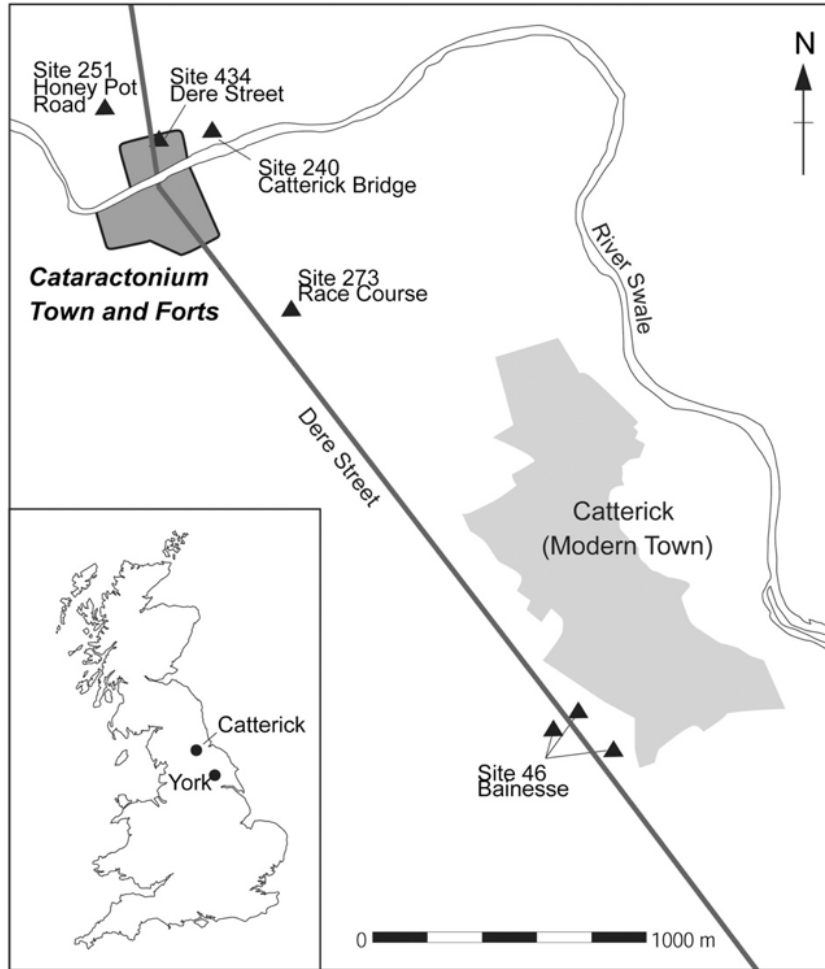 N
Site 251
Honey Pot
Road
Site 434
Dere Street
Site 240
Catterick Bridge
Cataractonium
Town and Forts
Site 273
Race Course
River Swale
Dere Street
Catterick
(Modern Town)
Catterick
York
Site 46
Bainesse
0 1000 m